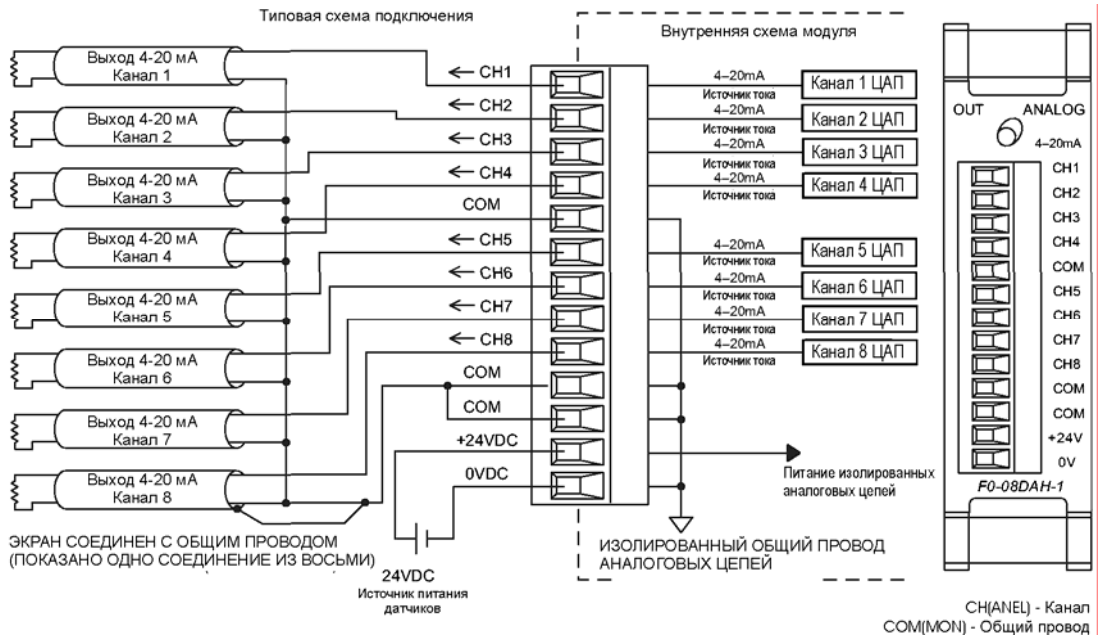 Типовая схема подключения
Выход 4-20 мА
Канал 1
Выход 4-20 мА
Канал 2
Выход 4-20 мА
Канал 3
Выход 4-20 мА
Канал 4
Выход 4-20 мА
Канал 5
Выход 4-20 мА
Канал 6
Выход 4-20 мА
Канал 7
Выход 4-20 мА
Канал 8
ЭКРАН СОЕДИНЕН С ОБЩИМ ПРОВОДОМ
(ПОКАЗАНО ОДНО СОЕДИНЕНИЕ ИЗ ВОСЬМИ)
← CH1
← CH2
← CH3
← CH4
COM
← CH5
← CH6
← CH7
← CH8
COM
COM
+24VDC
0VDC
24VDC
Источник питания
датчиков
Внутренняя схема модуля
4–20mA
Источник тока
Канал 1 ЦАП
4–20mA
Источник тока
Канал 2 ЦАП
4–20mA
Источник тока
Канал 3 ЦАП
4–20mA
Источник тока
Канал 4 ЦАП
4–20mA
Источник тока
Канал 5 ЦАП
4–20mA
Источник тока
Канал 6 ЦАП
4–20mA
Источник тока
Канал 7 ЦАП
4–20mA
Источник тока
Канал 8 ЦАП
Питание изолированных
аналоговых цепей
ИЗОЛИРОВАННЫЙ ОБЩИЙ ПРОВОД
АНАЛОГОВЫХ ЦЕПЕЙ
OUT ANALOG
4–20mA
CH1
CH2
CH3
CH4
COM
CH5
CH6
CH7
CH8
COM
COM
+24V
0V
F0-08DAH-1
CH(ANEL) - Канал
COM(MON) - Общий провод